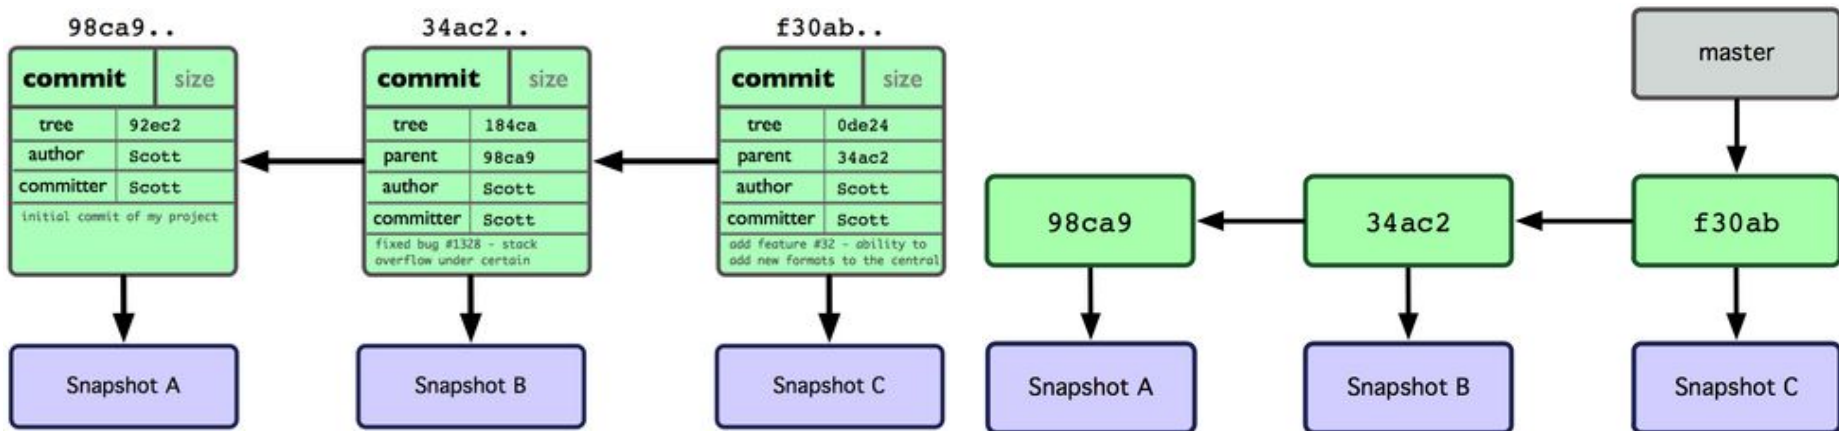 98ca9..
commit size
tree 92ec2
author Scott
committer Scott
initial commit of my project
Snapshot A
34ac2..
commit size
tree 184ca
parent 98ca9
author Scott
committer Scott
fixed bug #1328 - stack
overflow under certain
Snapshot B
f30ab..
commit size
tree 0de24
parent 34ac2
author Scott
committer Scott
add feature #32 - ability to
add new formats to the central
Snapshot C
master
98ca9
34ac2
f30ab
Snapshot A
Snapshot B
Snapshot C